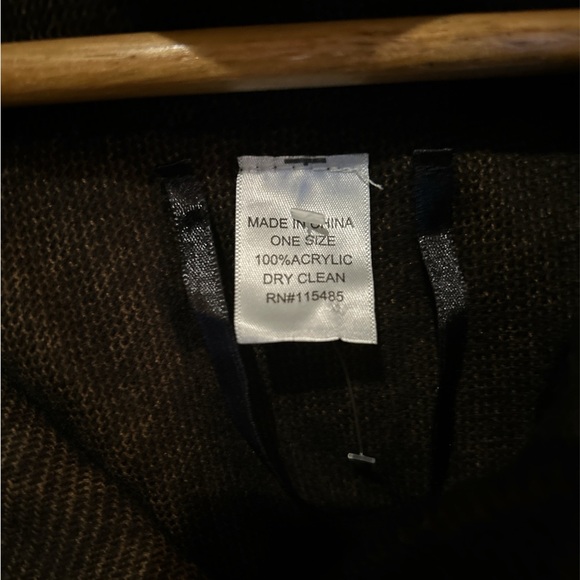 MADE IN CHINA
ONE SIZE
100%ACRYLIC
DRY CLEAN
RN#115485